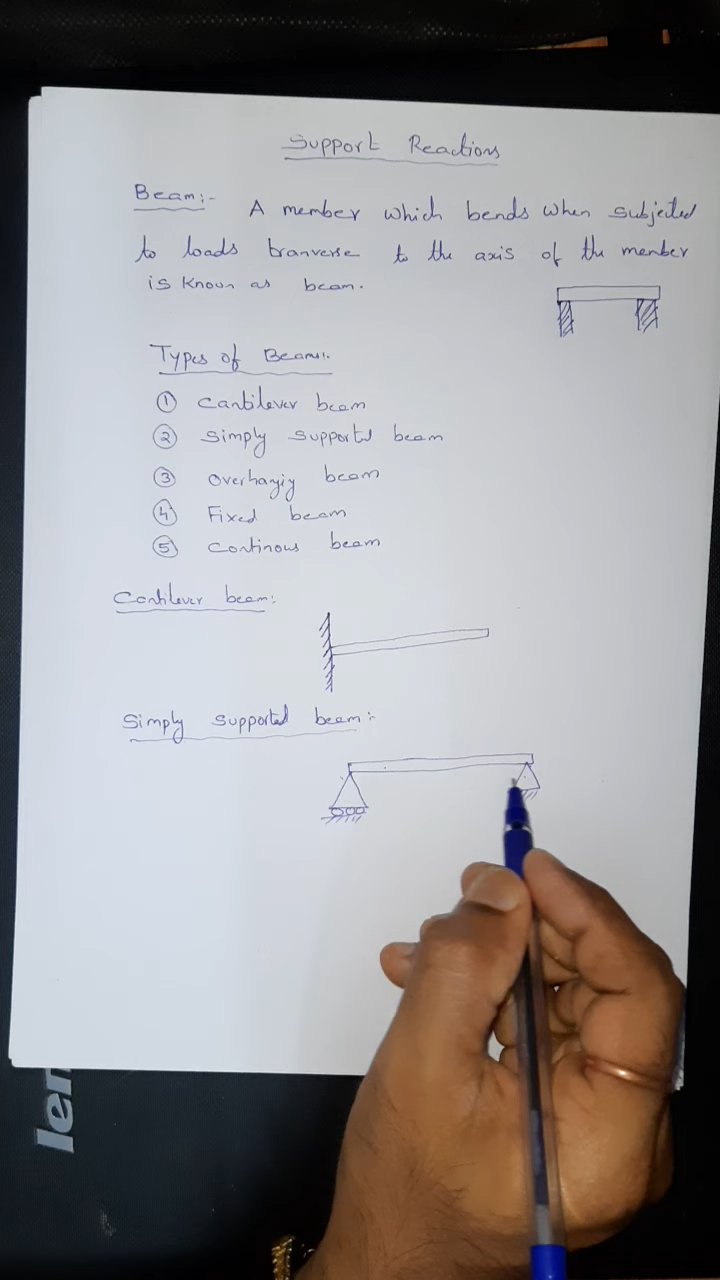 Support Reactions
Beam:- A member which bends when subjected
to loads tranverse to the axis of the member
is known as beam.
Types of Beams:-
① Cantilever beam
② Simply supported beam
③ Overhangig beam
④ Fixed beam
⑤ Continous beam
Cantilever beam:
Simply supported beam:-
len